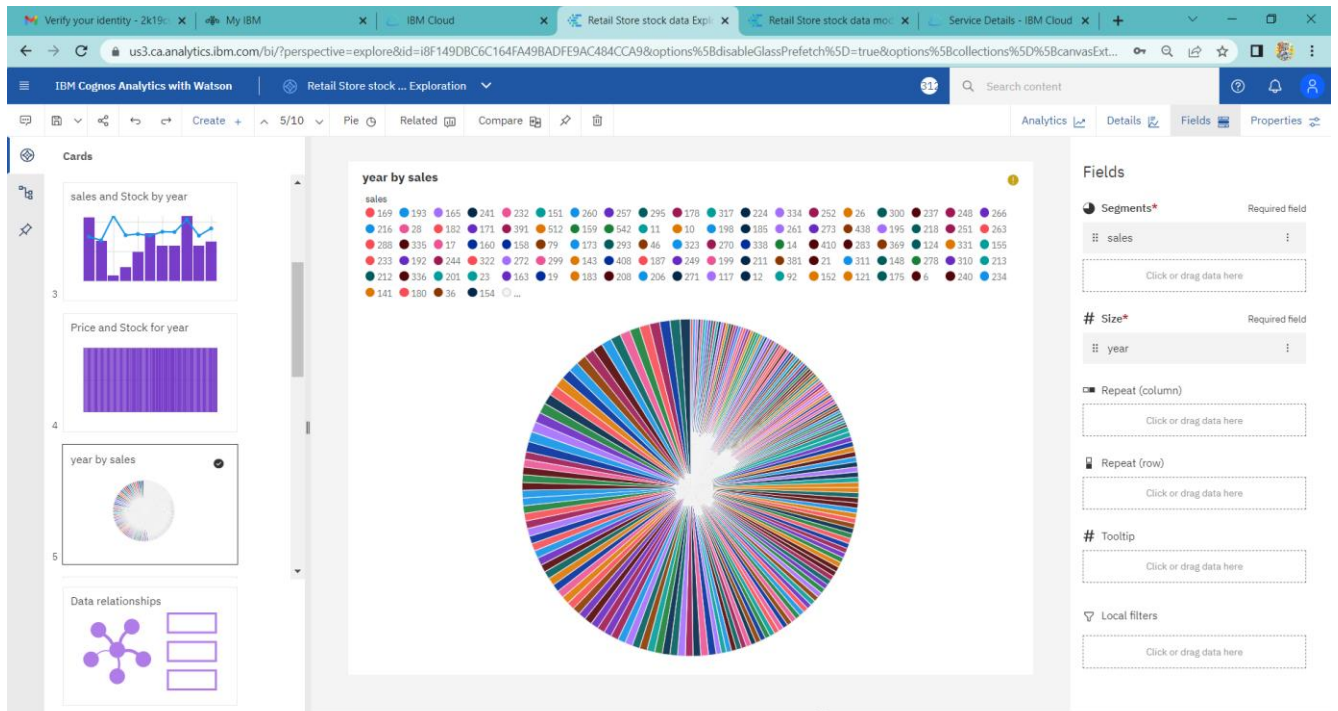 Verify your identity - 2k19c
My IBM
IBM Cloud
Retail Store stock data Expl
Retail Store stock data mod
Service Details - IBM Cloud
us3.ca.analytics.ibm.com/bi/?perspective=explore&id=i8F149DBC6C164FA49BADFE9AC484CCA9&options%5BdisableGlassPrefetch%5D=true&options%5Bcollections%5D%5BcanvasExt...
IBM Cognos Analytics with Watson
Retail Store stock ... Exploration
312
Search content
Create +
5/10
Pie
Related
Compare
Analytics
Details
Fields
Properties
Cards
sales and Stock by year
3
Price and Stock for year
4
year by sales
5
Data relationships
year by sales
sales
169 193 165 241 232 151 260 257 295 178 317 224 334 252 26 300 237 248 266
216 28 182 171 391 512 159 542 11 10 198 185 261 273 438 195 218 251 263
288 335 17 160 158 79 173 293 46 323 270 338 14 410 283 369 124 331 155
233 192 244 322 272 299 143 408 187 249 199 211 381 21 311 148 278 310 213
212 336 201 23 163 19 183 208 206 271 117 12 92 152 121 175 6 240 234
141 180 36 154 ...
Fields
Segments* Required field
sales
Click or drag data here
# Size* Required field
year
Repeat (column)
Click or drag data here
Repeat (row)
Click or drag data here
# Tooltip
Click or drag data here
Local filters
Click or drag data here